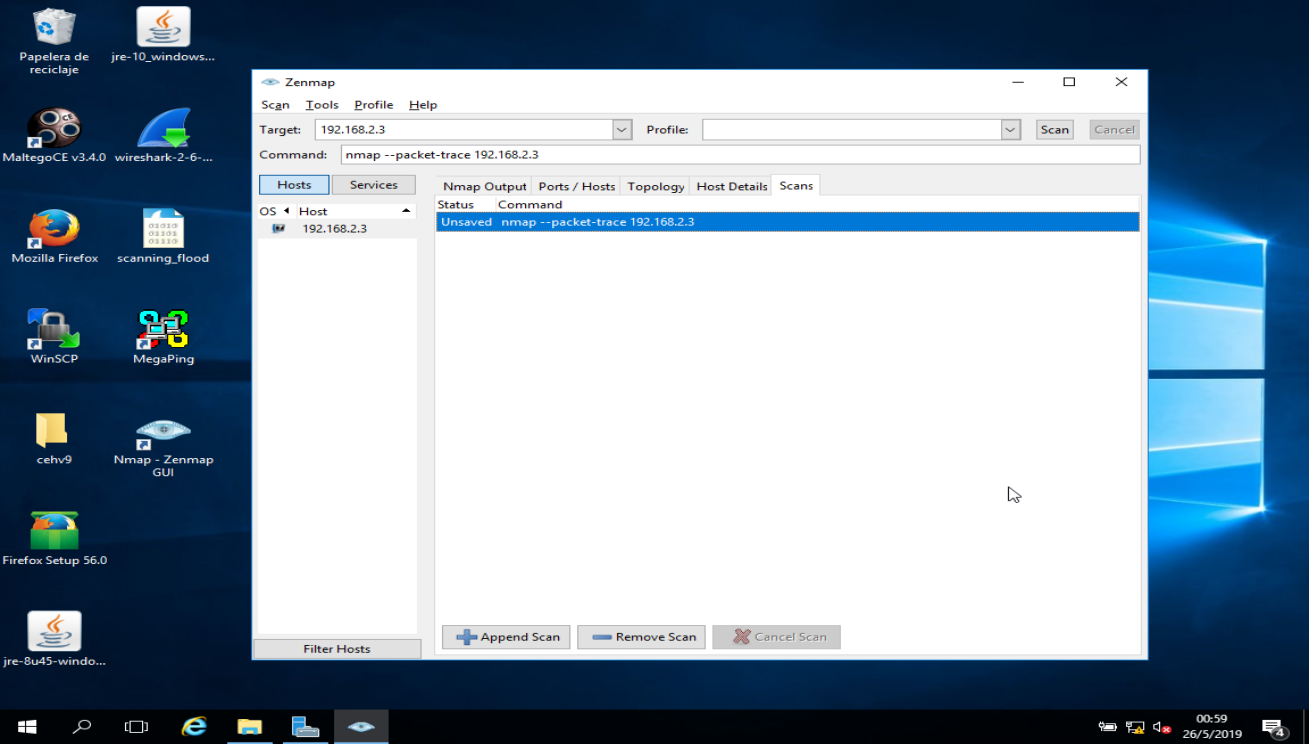 Papelera de
reciclaje
jre-10_windows...
MaltegoCE v3.4.0
wireshark-2-6-...
Mozilla Firefox
scanning_flood
01010
01101
01110
WinSCP
MegaPing
cehv9
Nmap - Zenmap
GUI
Firefox Setup 56.0
jre-8u45-windo...
Zenmap
Scan Tools Profile Help
Target: 192.168.2.3 Profile: Scan Cancel
Command: nmap --packet-trace 192.168.2.3
Hosts Services
Nmap Output Ports / Hosts Topology Host Details Scans
OS Host
192.168.2.3
Status Command
Unsaved nmap --packet-trace 192.168.2.3
Append Scan Remove Scan Cancel Scan
Filter Hosts
00:59
26/5/2019
4